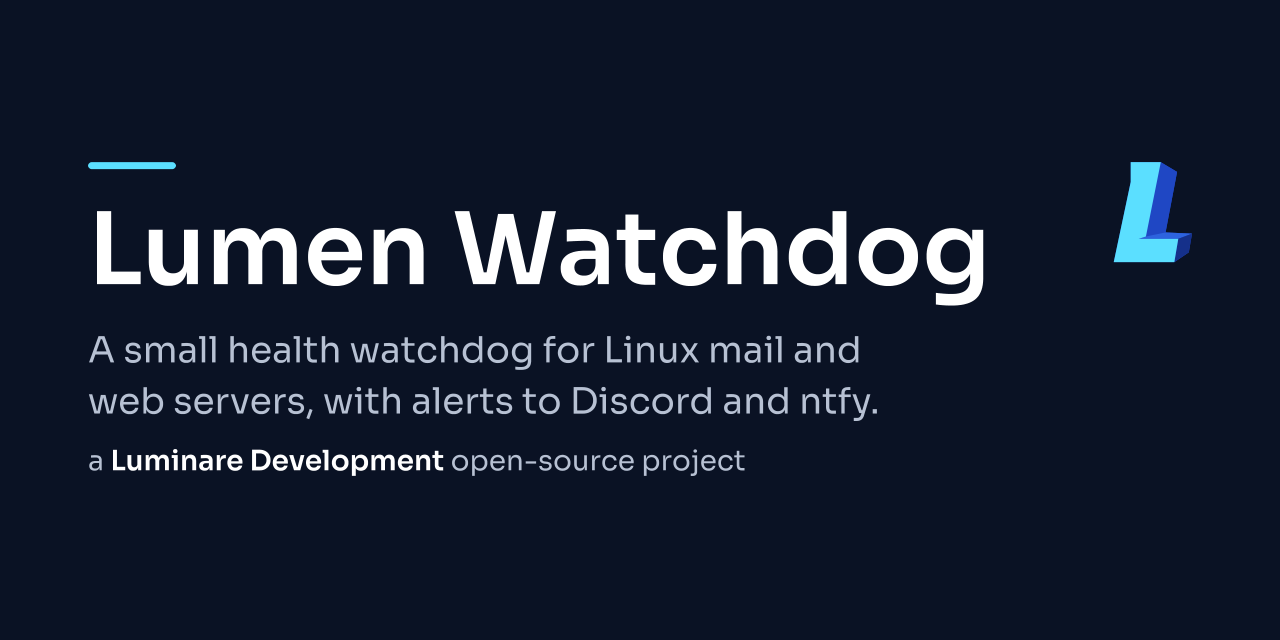 Lumen Watchdog
A small health watchdog for Linux mail and
web servers, with alerts to Discord and ntfy.
a Luminare Development open-source project